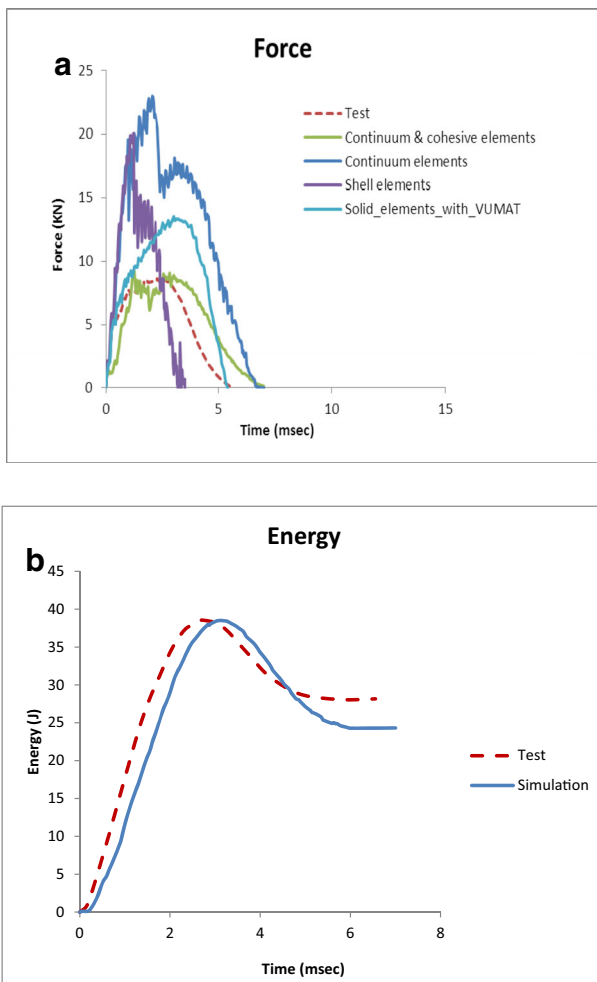 a
Force
25
20
15
10
5
0
Force (KN)
0 5 10 15
Time (msec)
Test
Continuum & cohesive elements
Continuum elements
Shell elements
Solid_elements_with_VUMAT
b
Energy
45
40
35
30
25
20
15
10
5
0
Energy (J)
0 2 4 6 8
Time (msec)
Test
Simulation